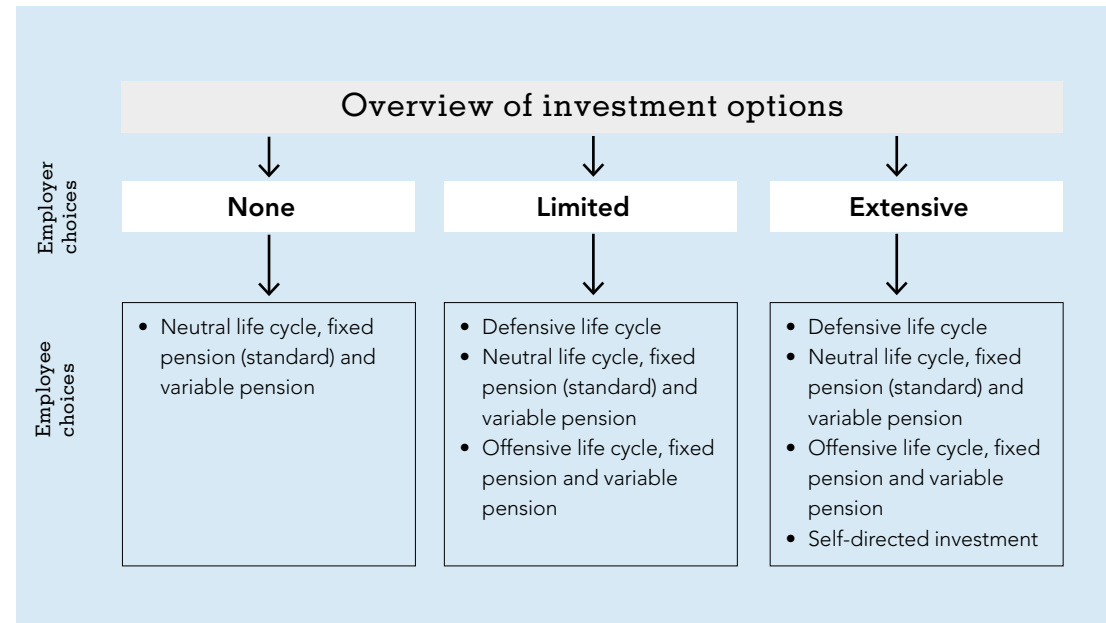 Overview of investment options
Employer
choices
None
Limited
Extensive
Employee
choices
• Neutral life cycle, fixed
pension (standard) and
variable pension
• Defensive life cycle
• Neutral life cycle, fixed
pension (standard) and
variable pension
• Offensive life cycle, fixed
pension and variable
pension
• Defensive life cycle
• Neutral life cycle, fixed
pension (standard) and
variable pension
• Offensive life cycle, fixed
pension and variable
pension
• Self-directed investment